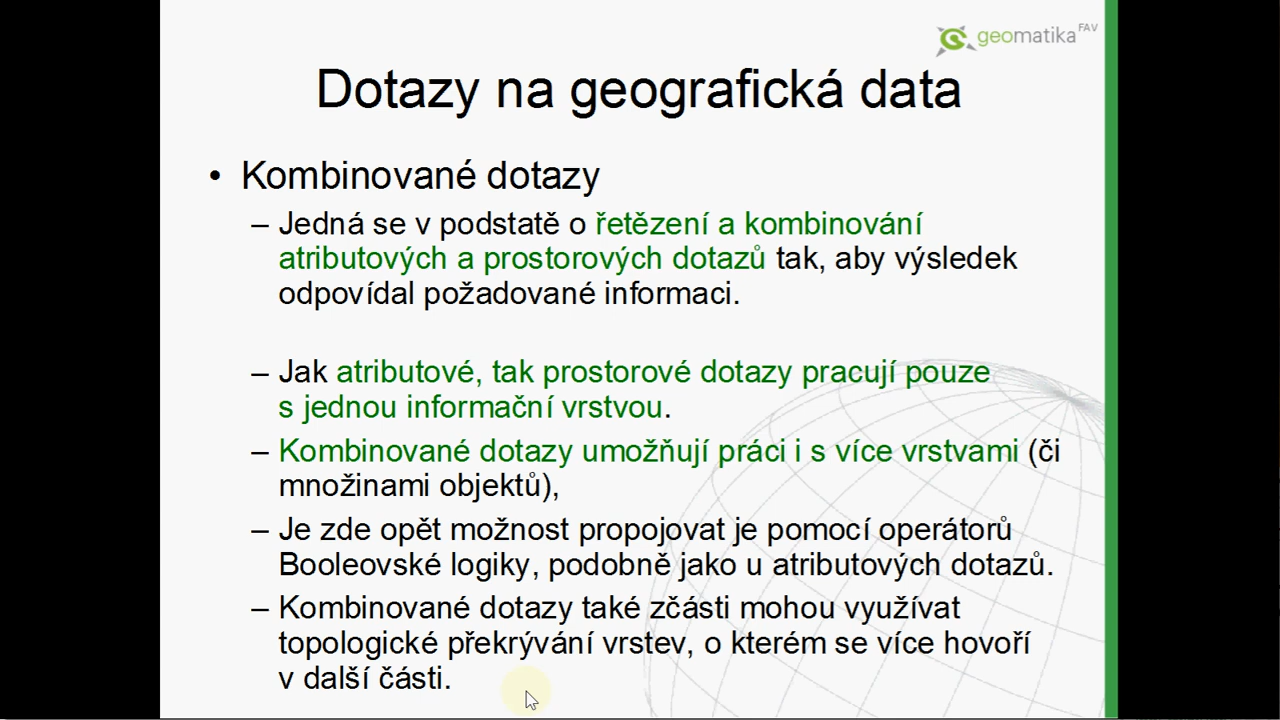 geomatika FAV
Dotazy na geografická data
• Kombinované dotazy
– Jedná se v podstatě o řetězení a kombinování
atributových a prostorových dotazů tak, aby výsledek
odpovídal požadované informaci.
– Jak atributové, tak prostorové dotazy pracují pouze
s jednou informační vrstvou.
– Kombinované dotazy umožňují práci i s více vrstvami (či
množinami objektů),
– Je zde opět možnost propojovat je pomocí operátorů
Booleovské logiky, podobně jako u atributových dotazů.
– Kombinované dotazy také zčásti mohou využívat
topologické překrývání vrstev, o kterém se více hovoří
v další části.